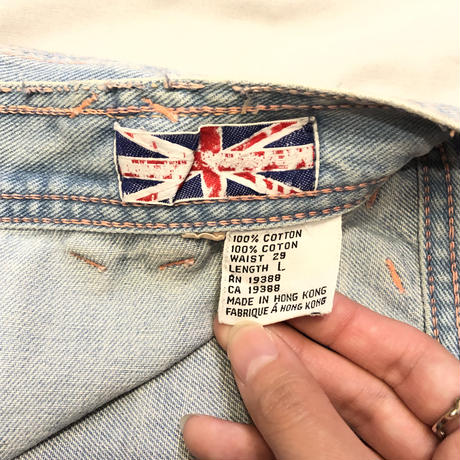 100% COTTON
100% COTON
WAIST 29
LENGTH L
RN 19388
CA 19388
MADE IN HONG KONG
FABRIQUE Á HONG KONG